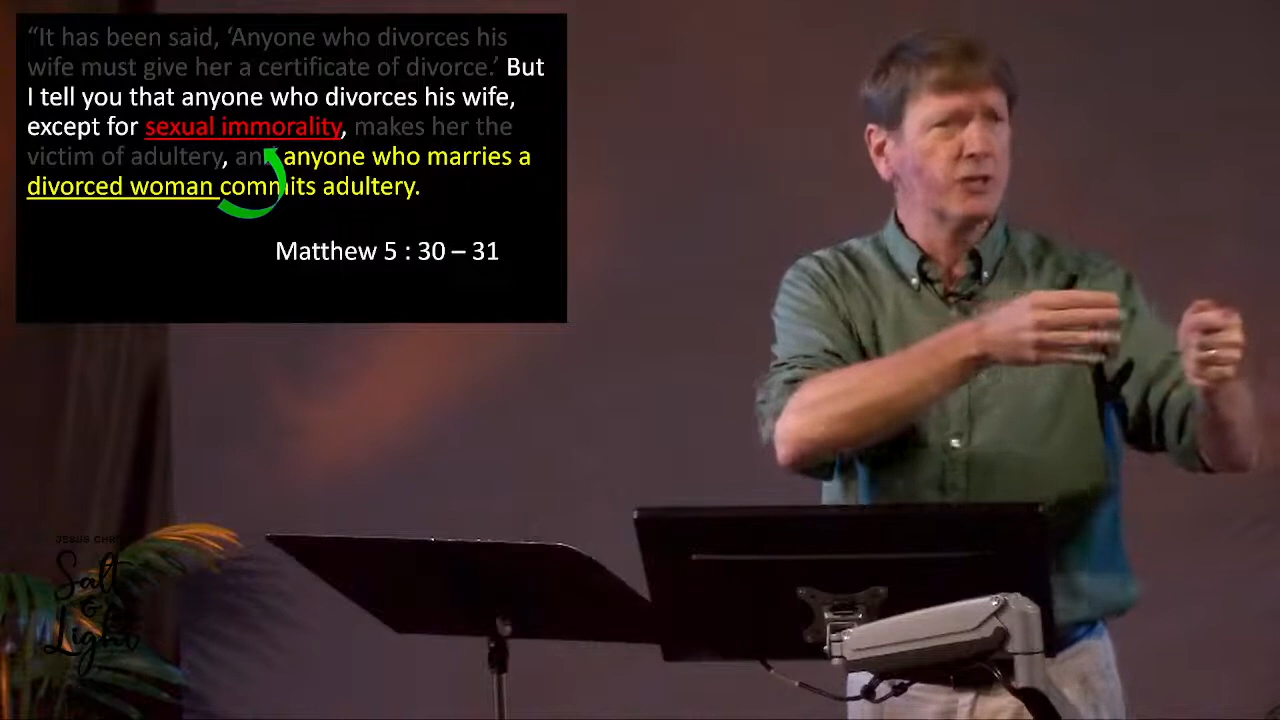 “It has been said, ‘Anyone who divorces his
wife must give her a certificate of divorce.’ But
I tell you that anyone who divorces his wife,
except for sexual immorality, makes her the
victim of adultery, and anyone who marries a
divorced woman commits adultery.
Matthew 5 : 30 – 31
JESUS CHRI
Salt
&
Light